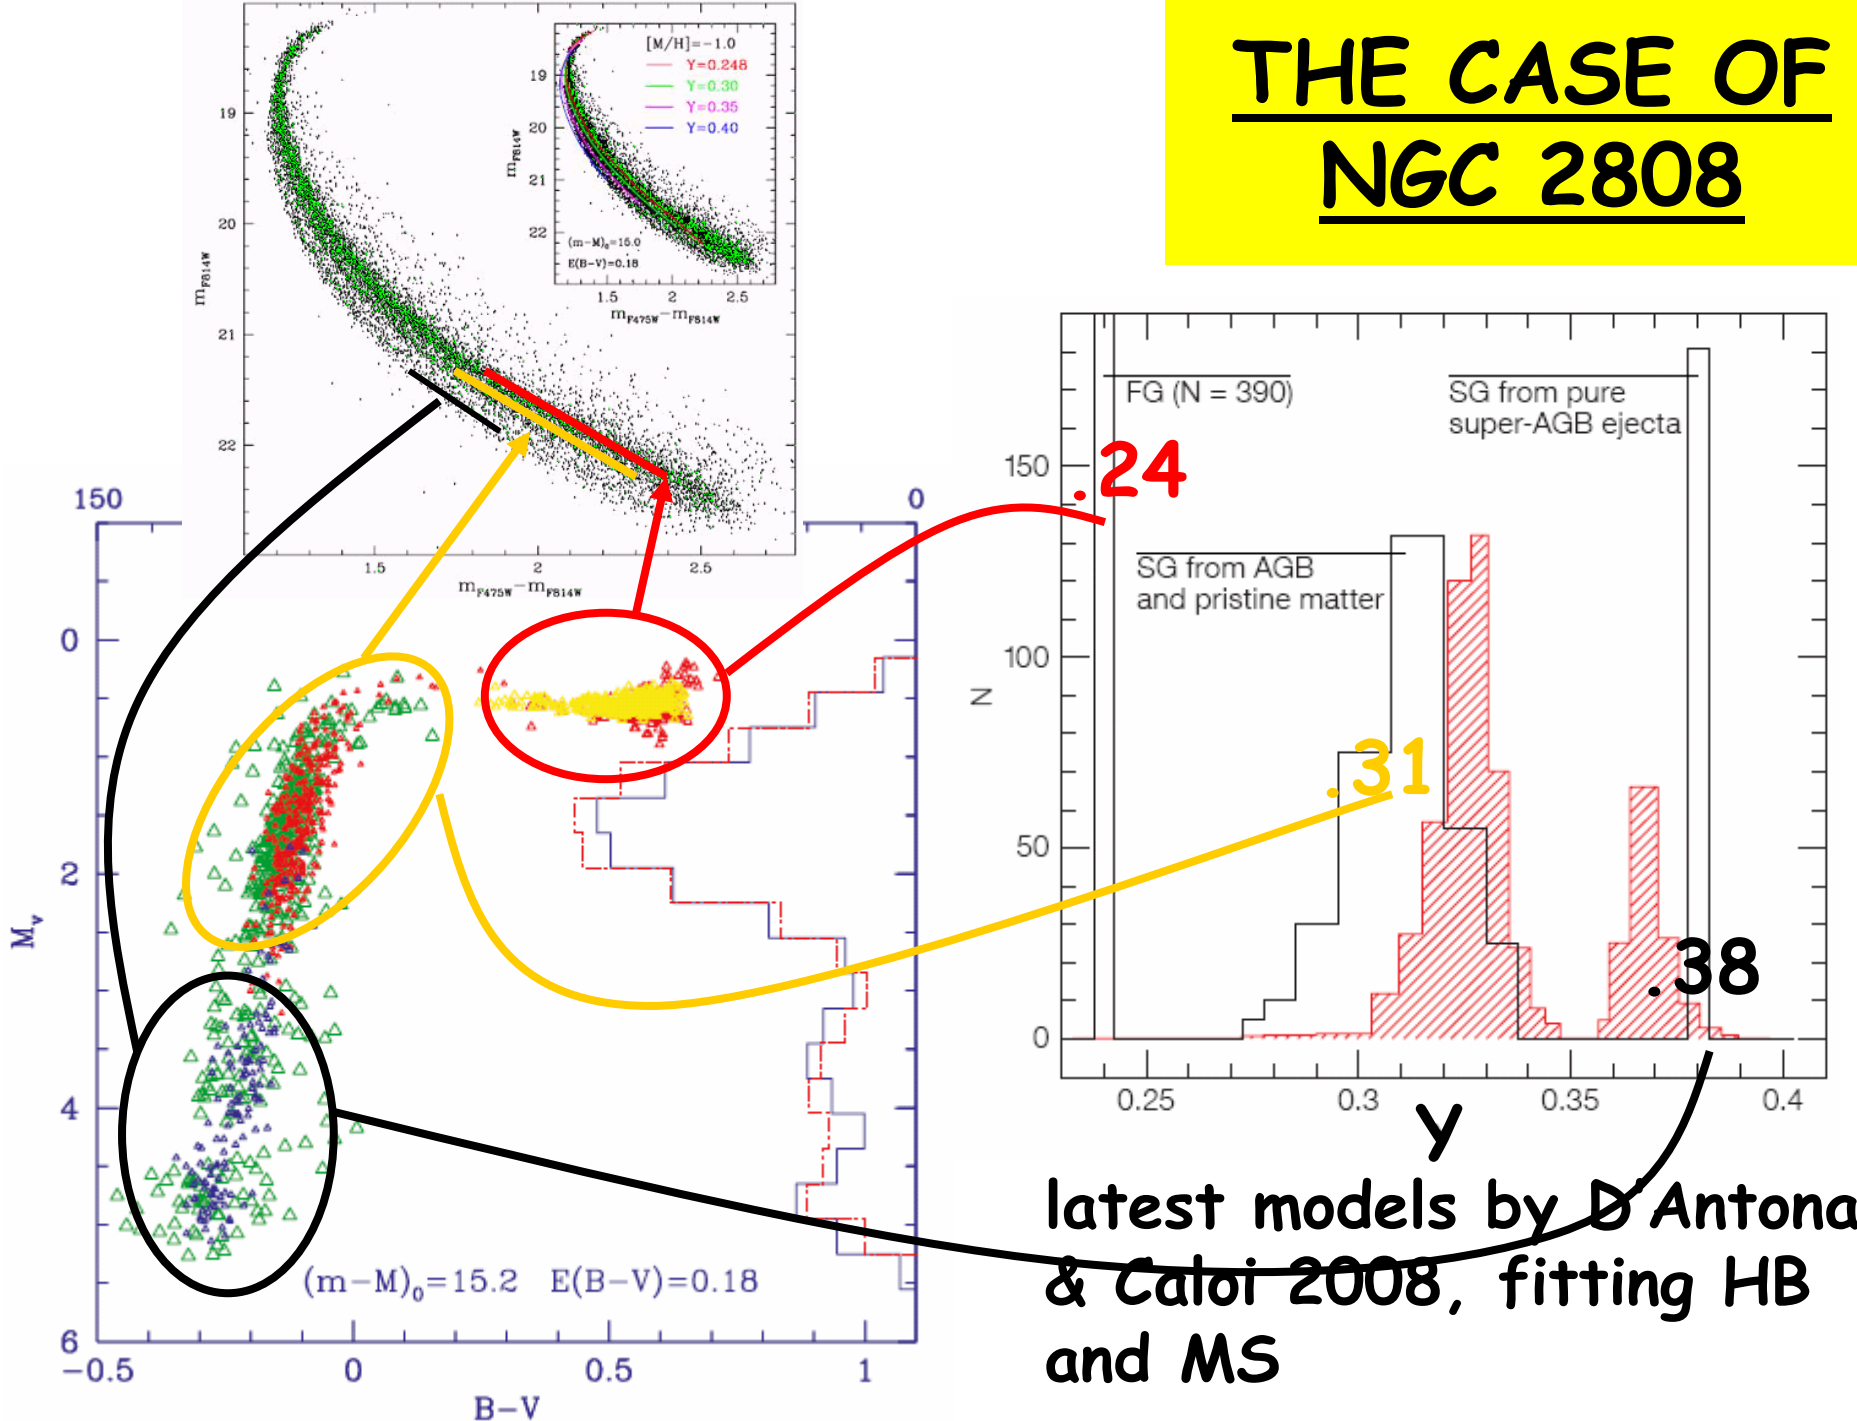 THE CASE OF
NGC 2808
[M/H]=-1.0
Y=0.248
Y=0.30
Y=0.35
Y=0.40
19
20
21
22
m_F814W
(m-M)₀=15.0
E(B-V)=0.18
1.5 2 2.5
m_F475W-m_F814W
19
20
21
22
m_F814W
1.5 2 2.5
m_F475W-m_F814W
150 0
0
2
4
6
M_v
(m-M)₀=15.2 E(B-V)=0.18
-0.5 0 0.5 1
B-V
FG (N = 390)
SG from pure
super-AGB ejecta
.24
SG from AGB
and pristine matter
.31
.38
150
100
50
0
N
0.25 0.3 0.35 0.4
Y
latest models by D'Antona
& Caloi 2008, fitting HB
and MS